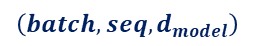 (batch, seq, d_model)